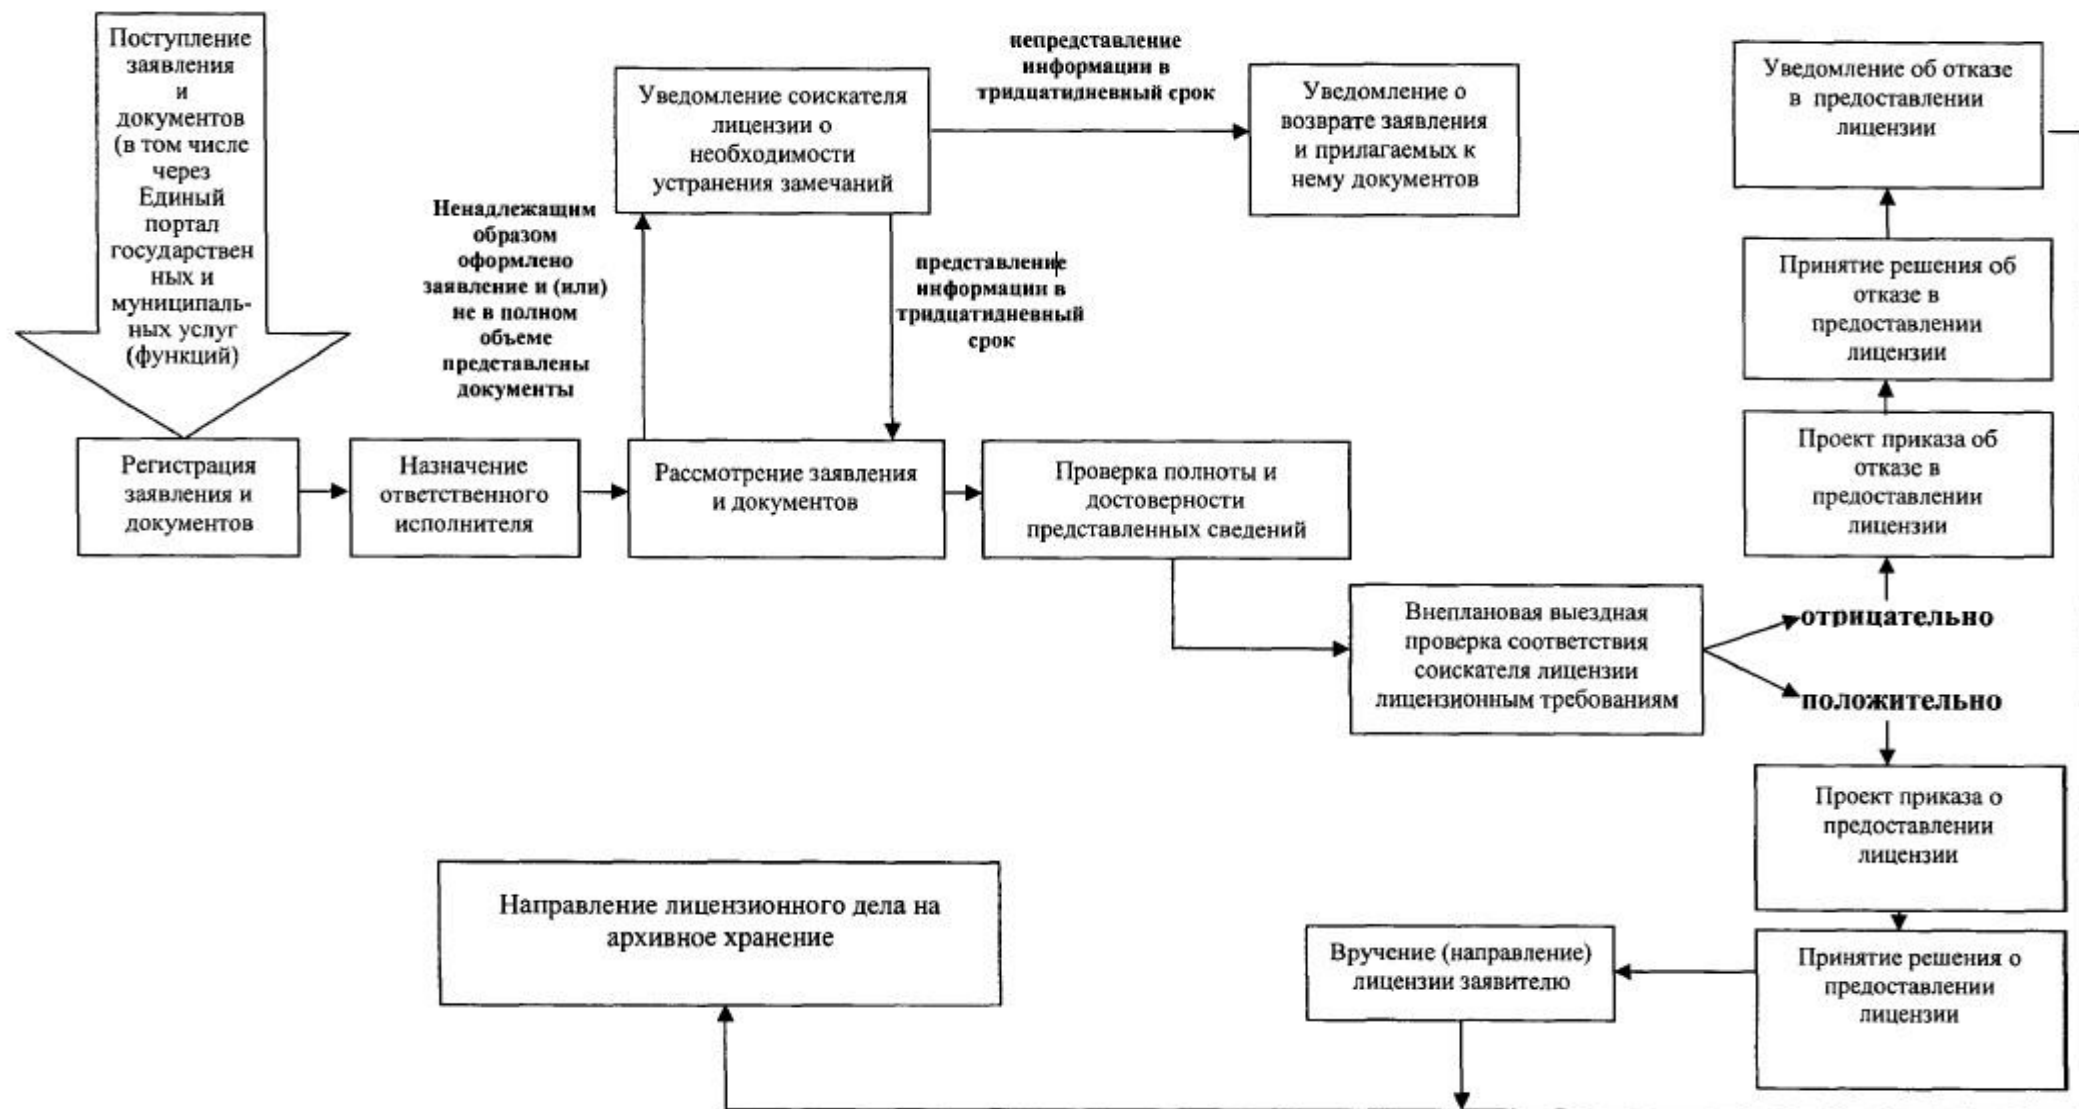 Поступление
заявления
и
документов
(в том числе
через
Единый
портал
государствен
ных и
муниципаль-
ных услуг
(функций)
Регистрация
заявления и
документов
Назначение
ответственного
исполнителя
Ненадлежащим
образом
оформлено
заявление и (или)
не в полном
объеме
представлены
документы
Рассмотрение заявления
и документов
Уведомление соискателя
лицензии о
необходимости
устранения замечаний
непредставление
информации в
тридцатидневный срок
Уведомление о
возврате заявления
и прилагаемых к
нему документов
представление
информации в
тридцатидневный
срок
Проверка полноты и
достоверности
представленных сведений
Внеплановая выездная
проверка соответствия
соискателя лицензии
лицензионным требованиям
отрицательно
Проект приказа об
отказе в
предоставлении
лицензии
Принятие решения об
отказе в
предоставлении
лицензии
Уведомление об отказе
в предоставлении
лицензии
положительно
Проект приказа о
предоставлении
лицензии
Принятие решения о
предоставлении
лицензии
Вручение (направление)
лицензии заявителю
Направление лицензионного дела на
архивное хранение